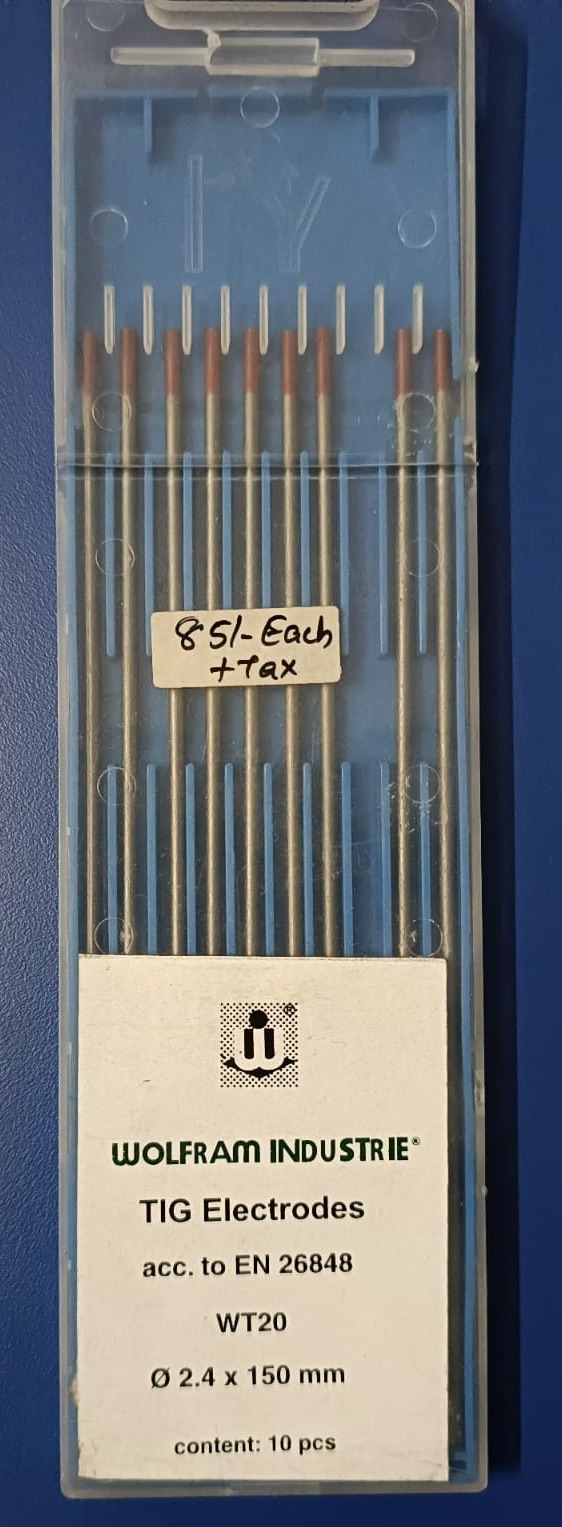 85/- Each
+Tax
WOLFRAM INDUSTRIE®
TIG Electrodes
acc. to EN 26848
WT20
Ø 2.4 x 150 mm
content: 10 pcs